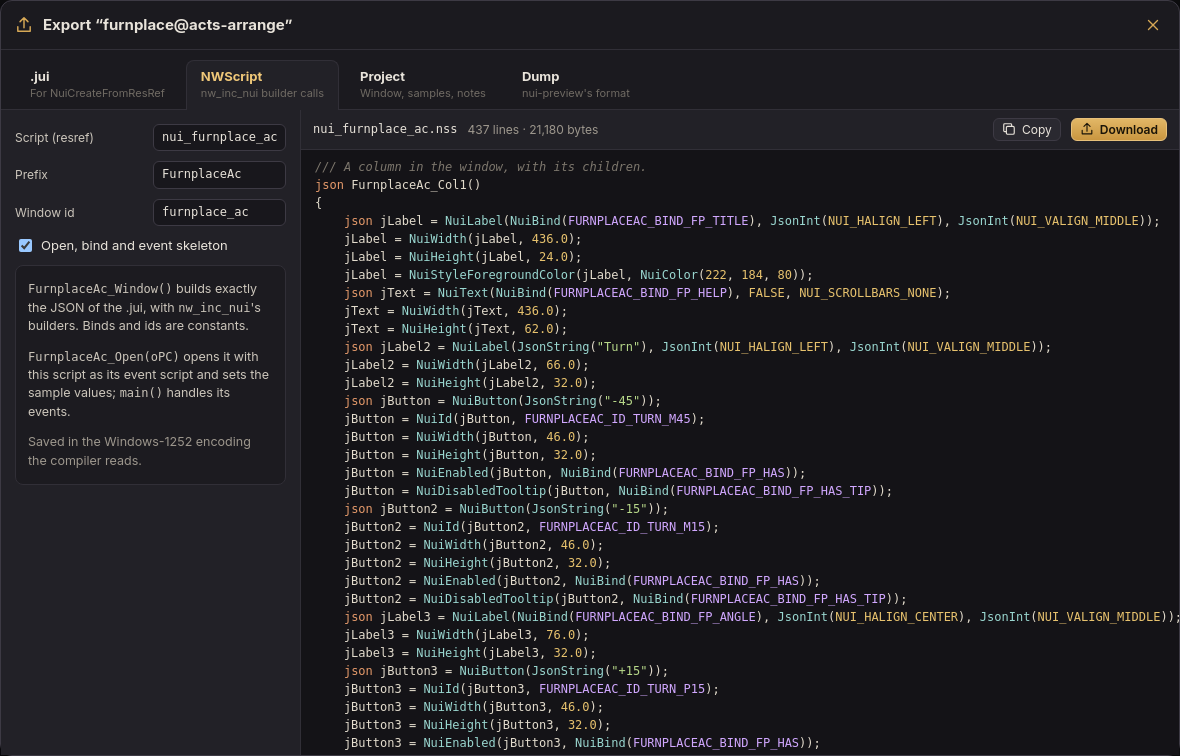 Export “furnplace@acts-arrange”
.jui
For NuiCreateFromResRef
NWScript
nw_inc_nui builder calls
Project
Window, samples, notes
Dump
nui-preview's format
Script (resref)
nui_furnplace_ac
Prefix
FurnplaceAc
Window id
furnplace_ac
Open, bind and event skeleton
FurnplaceAc_Window() builds exactly
the JSON of the .jui, with nw_inc_nui's
builders. Binds and ids are constants.
FurnplaceAc_Open(oPC) opens it with
this script as its event script and sets the
sample values; main() handles its
events.
Saved in the Windows-1252 encoding
the compiler reads.
nui_furnplace_ac.nss 437 lines · 21,180 bytes
Copy
Download
/// A column in the window, with its children.
json FurnplaceAc_Col1()
{
    json jLabel = NuiLabel(NuiBind(FURNPLACEAC_BIND_FP_TITLE), JsonInt(NUI_HALIGN_LEFT), JsonInt(NUI_VALIGN_MIDDLE));
    jLabel = NuiWidth(jLabel, 436.0);
    jLabel = NuiHeight(jLabel, 24.0);
    jLabel = NuiStyleForegroundColor(jLabel, NuiColor(222, 184, 80));
    json jText = NuiText(NuiBind(FURNPLACEAC_BIND_FP_HELP), FALSE, NUI_SCROLLBARS_NONE);
    jText = NuiWidth(jText, 436.0);
    jText = NuiHeight(jText, 62.0);
    json jLabel2 = NuiLabel(JsonString("Turn"), JsonInt(NUI_HALIGN_LEFT), JsonInt(NUI_VALIGN_MIDDLE));
    jLabel2 = NuiWidth(jLabel2, 66.0);
    jLabel2 = NuiHeight(jLabel2, 32.0);
    json jButton = NuiButton(JsonString("-45"));
    jButton = NuiId(jButton, FURNPLACEAC_ID_TURN_M45);
    jButton = NuiWidth(jButton, 46.0);
    jButton = NuiHeight(jButton, 32.0);
    jButton = NuiEnabled(jButton, NuiBind(FURNPLACEAC_BIND_FP_HAS));
    jButton = NuiDisabledTooltip(jButton, NuiBind(FURNPLACEAC_BIND_FP_HAS_TIP));
    json jButton2 = NuiButton(JsonString("-15"));
    jButton2 = NuiId(jButton2, FURNPLACEAC_ID_TURN_M15);
    jButton2 = NuiWidth(jButton2, 46.0);
    jButton2 = NuiHeight(jButton2, 32.0);
    jButton2 = NuiEnabled(jButton2, NuiBind(FURNPLACEAC_BIND_FP_HAS));
    jButton2 = NuiDisabledTooltip(jButton2, NuiBind(FURNPLACEAC_BIND_FP_HAS_TIP));
    json jLabel3 = NuiLabel(NuiBind(FURNPLACEAC_BIND_FP_ANGLE), JsonInt(NUI_HALIGN_CENTER), JsonInt(NUI_VALIGN_MIDDLE));
    jLabel3 = NuiWidth(jLabel3, 76.0);
    jLabel3 = NuiHeight(jLabel3, 32.0);
    json jButton3 = NuiButton(JsonString("+15"));
    jButton3 = NuiId(jButton3, FURNPLACEAC_ID_TURN_P15);
    jButton3 = NuiWidth(jButton3, 46.0);
    jButton3 = NuiHeight(jButton3, 32.0);
    jButton3 = NuiEnabled(jButton3, NuiBind(FURNPLACEAC_BIND_FP_HAS));